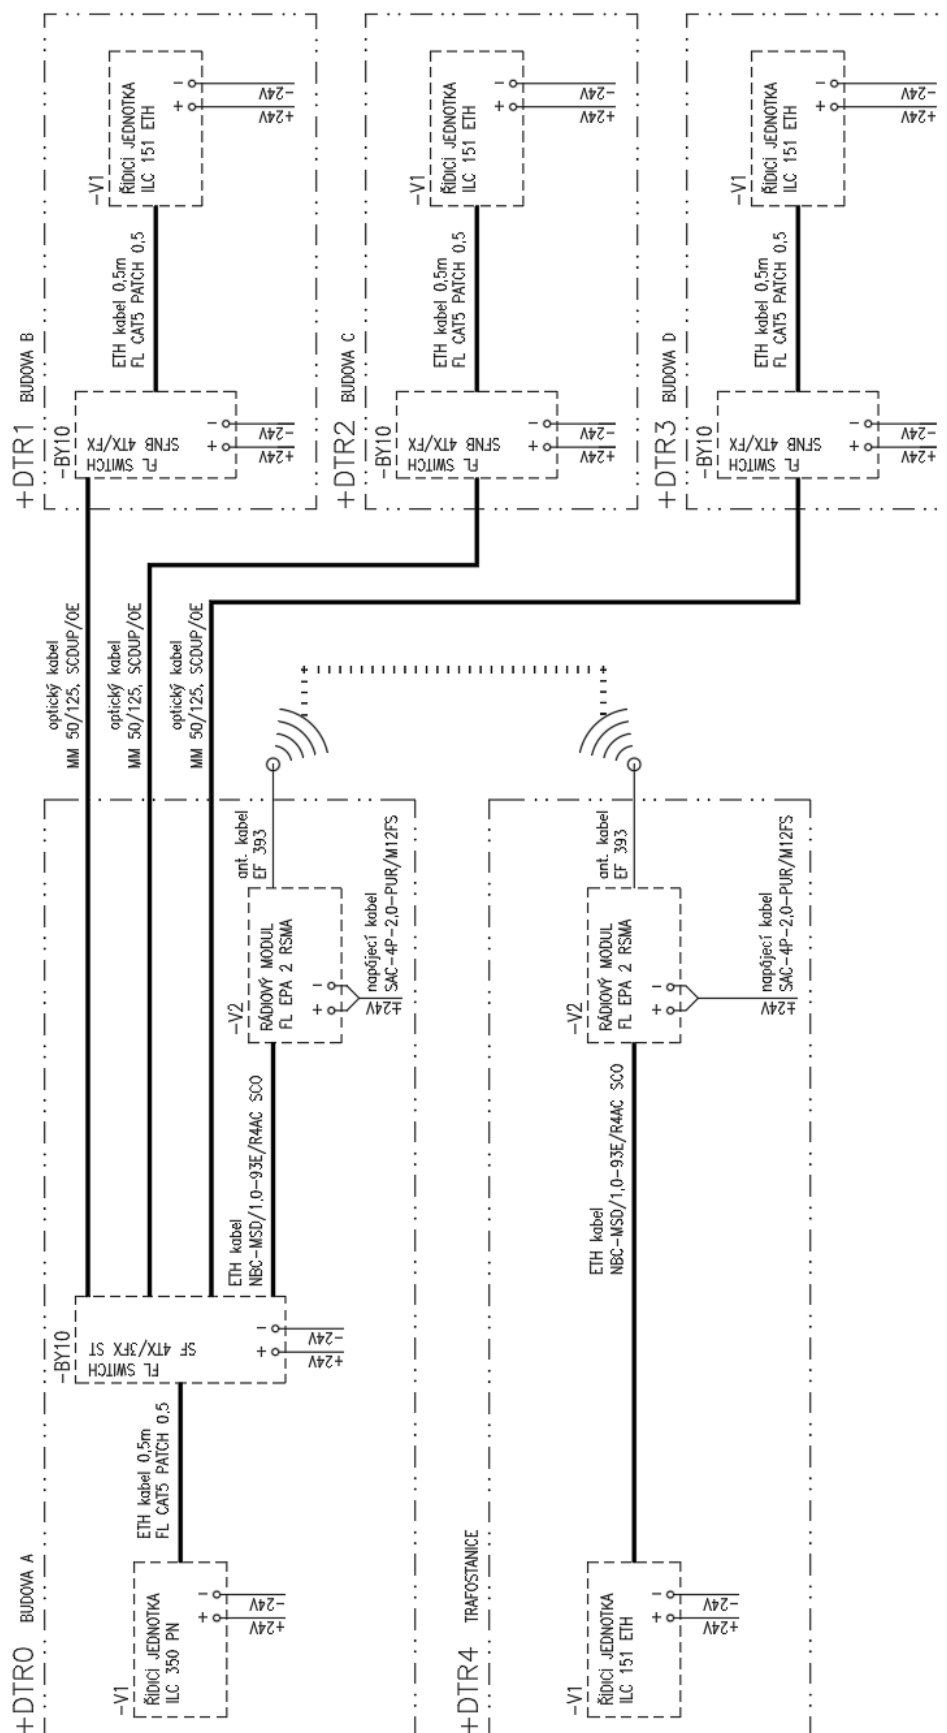 +DTR0 BUDOVA A
-V1
ŘÍDICÍ JEDNOTKA
ILC 350 PN
+
-
+24V
-24V
ETH kabel 0,5m
FL CAT5 PATCH 0,5
-BY10
FL SWITCH
SF 4TX/3FX ST
+
-
+24V
-24V
ETH kabel
NBC-MSD/1,0-93E/R4AC SCO
-V2
RÁDIOVÝ MODUL
FL EPA 2 RSMA
+
-
±24V
napájecí kabel
SAC-4P-2,0-PUR/M12FS
ant. kabel
EF 393
optický kabel
MM 50/125, SCDUP/OE
optický kabel
MM 50/125, SCDUP/OE
optický kabel
MM 50/125, SCDUP/OE
+DTR1 BUDOVA B
-BY10
FL SWITCH
SFNB 4TX/FX
+
-
+24V
-24V
ETH kabel 0,5m
FL CAT5 PATCH 0,5
-V1
ŘÍDICÍ JEDNOTKA
ILC 151 ETH
+
-
+24V
-24V
+DTR2 BUDOVA C
-BY10
FL SWITCH
SFNB 4TX/FX
+
-
+24V
-24V
ETH kabel 0,5m
FL CAT5 PATCH 0,5
-V1
ŘÍDICÍ JEDNOTKA
ILC 151 ETH
+
-
+24V
-24V
+DTR3 BUDOVA D
-BY10
FL SWITCH
SFNB 4TX/FX
+
-
+24V
-24V
ETH kabel 0,5m
FL CAT5 PATCH 0,5
-V1
ŘÍDICÍ JEDNOTKA
ILC 151 ETH
+
-
+24V
-24V
+DTR4 TRAFOSTANICE
-V1
ŘÍDICÍ JEDNOTKA
ILC 151 ETH
+
-
+24V
-24V
ETH kabel
NBC-MSD/1,0-93E/R4AC SCO
-V2
RÁDIOVÝ MODUL
FL EPA 2 RSMA
+
-
±24V
napájecí kabel
SAC-4P-2,0-PUR/M12FS
ant. kabel
EF 393